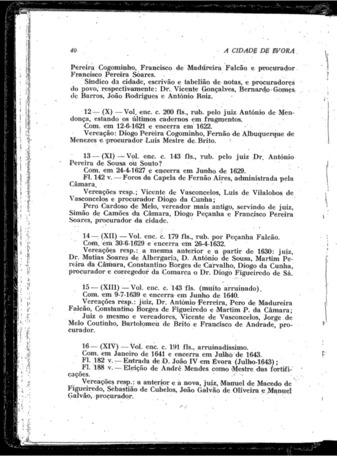 40 A CIDADE DE EVORA
Pereira Cogominho, Francisco de Madureira Falcão e procurador
Francisco Pereira Soares.
Síndico da cidade, escrivão e tabelião de notas, e procuradores
do povo, respectivamente: Dr. Vicente Gonçalves, Bernardo Gomes
de Barros, João Rodrigues e António Roiz.
12 — (X) — Vol. enc. c. 200 fls., rub. pelo juiz António de Men-
donça, estando os últimos cadernos em fragmentos.
Com. em 12-6-1621 e encerra em 1622.
Vereação: Diogo Pereira Cogominho, Fernão de Albuquerque de
Menezes e procurador Luís Mestre de Brito.
13 — (XI) — Vol. enc. c. 143 fls., rub. pelo juiz Dr. António
Pereira de Sousa ou Souto?
Com. em 24-4-1627 e encerra em Junho de 1629.
Fl. 142 v. — Foros da Capela de Fernão Aires, administrada pela
Câmara.
Vereações resp.; Vicente de Vasconcelos, Luís de Vilalobos de
Vasconcelos e procurador Diogo da Cunha;
Pero Cardoso de Melo, vereador mais antigo, servindo de juiz,
Simão de Camões da Câmara, Diogo Peçanha e Francisco Pereira
Soares, procurador da cidade.
14 — (XII) — Vol. enc. c. 179 fls., rub. por Peçanha Falcão.
Com. em 30-6-1629 e encerra em 26-4-1632.
Vereações resp.: a mesma anterior e a partir de 1630: juiz,
Dr. Matias Soares de Albergaria, D. António de Sousa, Martim Pe-
reira da Câmara, Constantino Borges de Carvalho, Diogo da Cunha,
procurador e corregedor da Comarca o Dr. Diogo Figueiredo de Sá.
15 — (XIII) — Vol. enc. c. 143 fls. (muito arruinado).
Com. em 9-7-1639 e encerra em Junho de 1640.
Vereações resp.: juiz, Dr. António Ferreira, Pero de Madureira
Falcão, Constantino Borges de Figueiredo e Martim P. da Câmara;
Juiz o mesmo e vereadores, Vicente de Vasconcelos, Jorge de
Melo Coutinho, Bartolomeu de Brito e Francisco de Andrade, pro-
curador.
16 — (XIV) — Vol. enc. c. 191 fls., arruinadíssimo.
Com. em Janeiro de 1641 e encerra em Julho de 1643.
Fl. 182 v. — Entrada de D. João IV em Évora (Julho-1643);
Fl. 188 v. — Eleição de André Mendes como Mestre das fortifi-
cações.
Vereações resp.: a anterior e a nova, juiz, Manuel de Macedo de
Figueiredo, Sebastião de Cubelos, João Galvão de Oliveira e Manuel
Galvão, procurador.